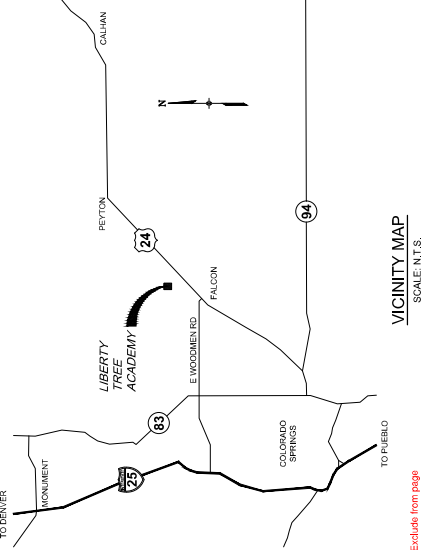 CALHAN
N
PEYTON
24
94
FALCON
LIBERTY
TREE
ACADEMY
E WOODMEN RD
83
COLORADO
SPRINGS
25
MONUMENT
TO DENVER
TO PUEBLO
VICINITY MAP
SCALE: N.T.S.
Exclude from page